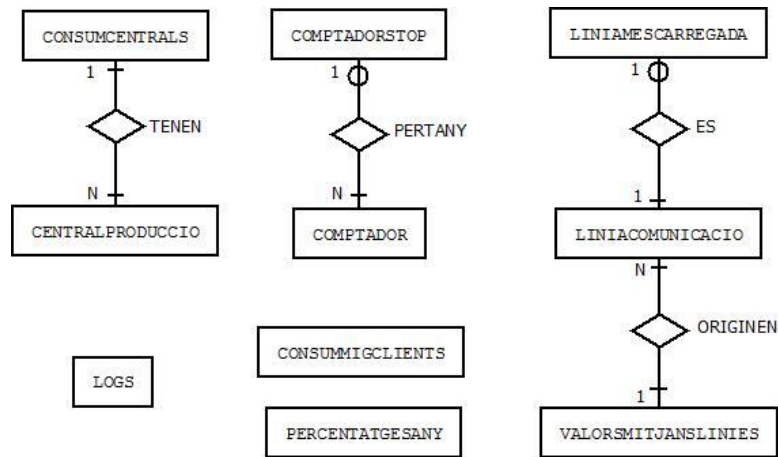 CONSUMCENTRALS
COMPTADORSTOP
LINIAMESCARREGADA
1
1
1
TENEN
PERTANY
ES
N
N
1
CENTRALPRODUCCIO
COMPTADOR
LINIACOMUNICACIO
N
ORIGINEN
CONSUMMIGCLIENTS
LOGS
1
PERCENTATGESANY
VALORSMITJANSLINIES